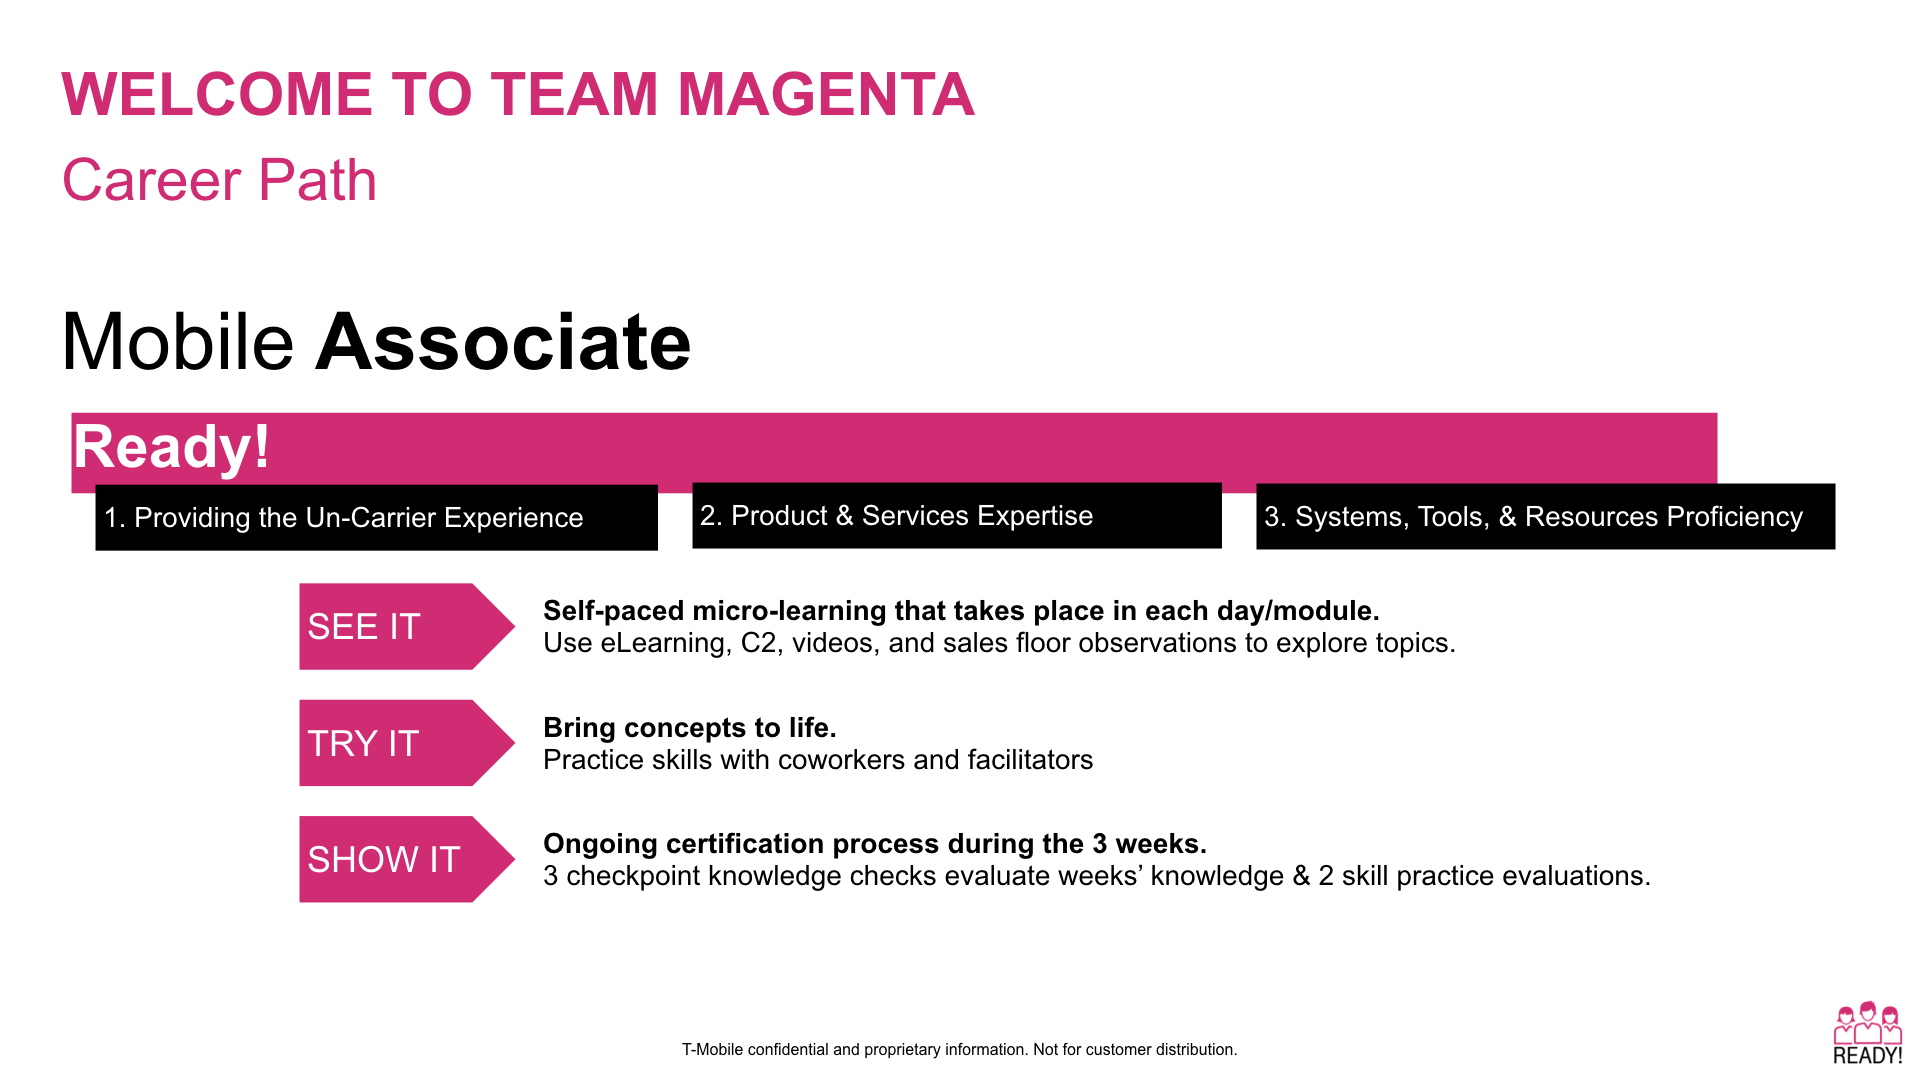 WELCOME TO TEAM MAGENTA
Career Path
Mobile Associate
Ready!
1. Providing the Un-Carrier Experience
2. Product & Services Expertise
3. Systems, Tools, & Resources Proficiency
SEE IT
Self-paced micro-learning that takes place in each day/module.
Use eLearning, C2, videos, and sales floor observations to explore topics.
TRY IT
Bring concepts to life.
Practice skills with coworkers and facilitators
SHOW IT
Ongoing certification process during the 3 weeks.
3 checkpoint knowledge checks evaluate weeks’ knowledge & 2 skill practice evaluations.
T-Mobile confidential and proprietary information. Not for customer distribution.
READY!